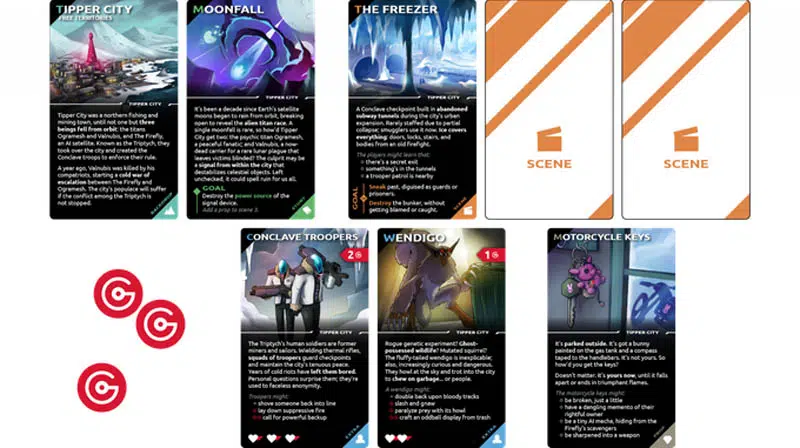 TIPPER CITY
FREE TERRITORIES
TIPPER CITY
Tipper City was a northern fishing and
mining town, until not one but three
beings fell from orbit: the titans
Ogramesh and Valnubis, and the Firefly,
an AI satellite. Known as the Triptych, they
took over the city and created the
Conclave troopers to enforce their rule.
A year ago, Valnubis was killed by his
compatriots, starting a cold war of
escalation between the Firefly and
Ogramesh. The city's populace will suffer
if the conflict among the Triptych is
not stopped.
BACKDROP
MOONFALL
TIPPER CITY
It's been a decade since Earth's satellite
moons began to rain from orbit, breaking
open to reveal the alien titan race. A
single moonfall is rare, so how'd Tipper
City get two: the psychic titan Ogramesh,
a peaceful fanatic; and Valnubis, a now-
dead carrier for a rare lunar plague that
leaves victims blinded? The culprit may be
a signal from within the city that
destabilizes celestial objects. Left
unchecked, it could spell ruin for us all.
GOAL
Destroy the power source of the
signal device.
Add a prop to scene 3.
STORY
THE FREEZER
TIPPER CITY
A Conclave checkpoint built in abandoned
subway tunnels during the city's urban
expansion. Rarely staffed due to partial
collapse; smugglers use it now. Ice covers
everything: doors, locks, stairs, and
bodies from an old firefight.
The players might learn that:
there's a secret exit
something's in the tunnels
a trooper patrol is nearby
GOAL
Sneak past, diguised as guards or
prisoners.
Destroy the bunker, without
getting blamed or caught.
SCENE
SCENE
SCENE
CONCLAVE TROOPERS
2
TIPPER CITY
The Triptych's human soldiers are former
miners and sailors. Wielding thermal rifles,
squads of troopers guard checkpoints
and maintain the city's tenuous peace.
Years of cold riots have left them bored.
Personal questions surprise them; they're
used to faceless anonymity.
Troopers might:
shove someone back into line
lay down suppressive fire
call for powerful backup
EXTRA
WENDIGO
1
TIPPER CITY
Rogue genetic experiment? Ghost-
possessed wildlife? Mutated squirrel?
The fluffy-tailed wendigo is inexplicable;
also, increasingly curious and dangerous.
They howl at the sky and trot into the city
to chew on garbage... or people.
A wendigo might:
double back upon bloody tracks
slash and gnaw
paralyze prey with its howl
craft an oddball display from trash
EXTRA
MOTORCYCLE KEYS
TIPPER CITY
It's parked outside. It's got a bunny
painted on the gas tank and a compass
taped to the handlebars. It's not yours. So
how'd you get the keys?
Doesn't matter. It's yours now, until it falls
apart or ends in triumphant flames.
The motorcycle keys might:
be broken, just a little
have a dangling memento of their
rightful owner
be a tiny AI mecha, hiding from the
Firefly's scavengers
be sharpened into a weapon